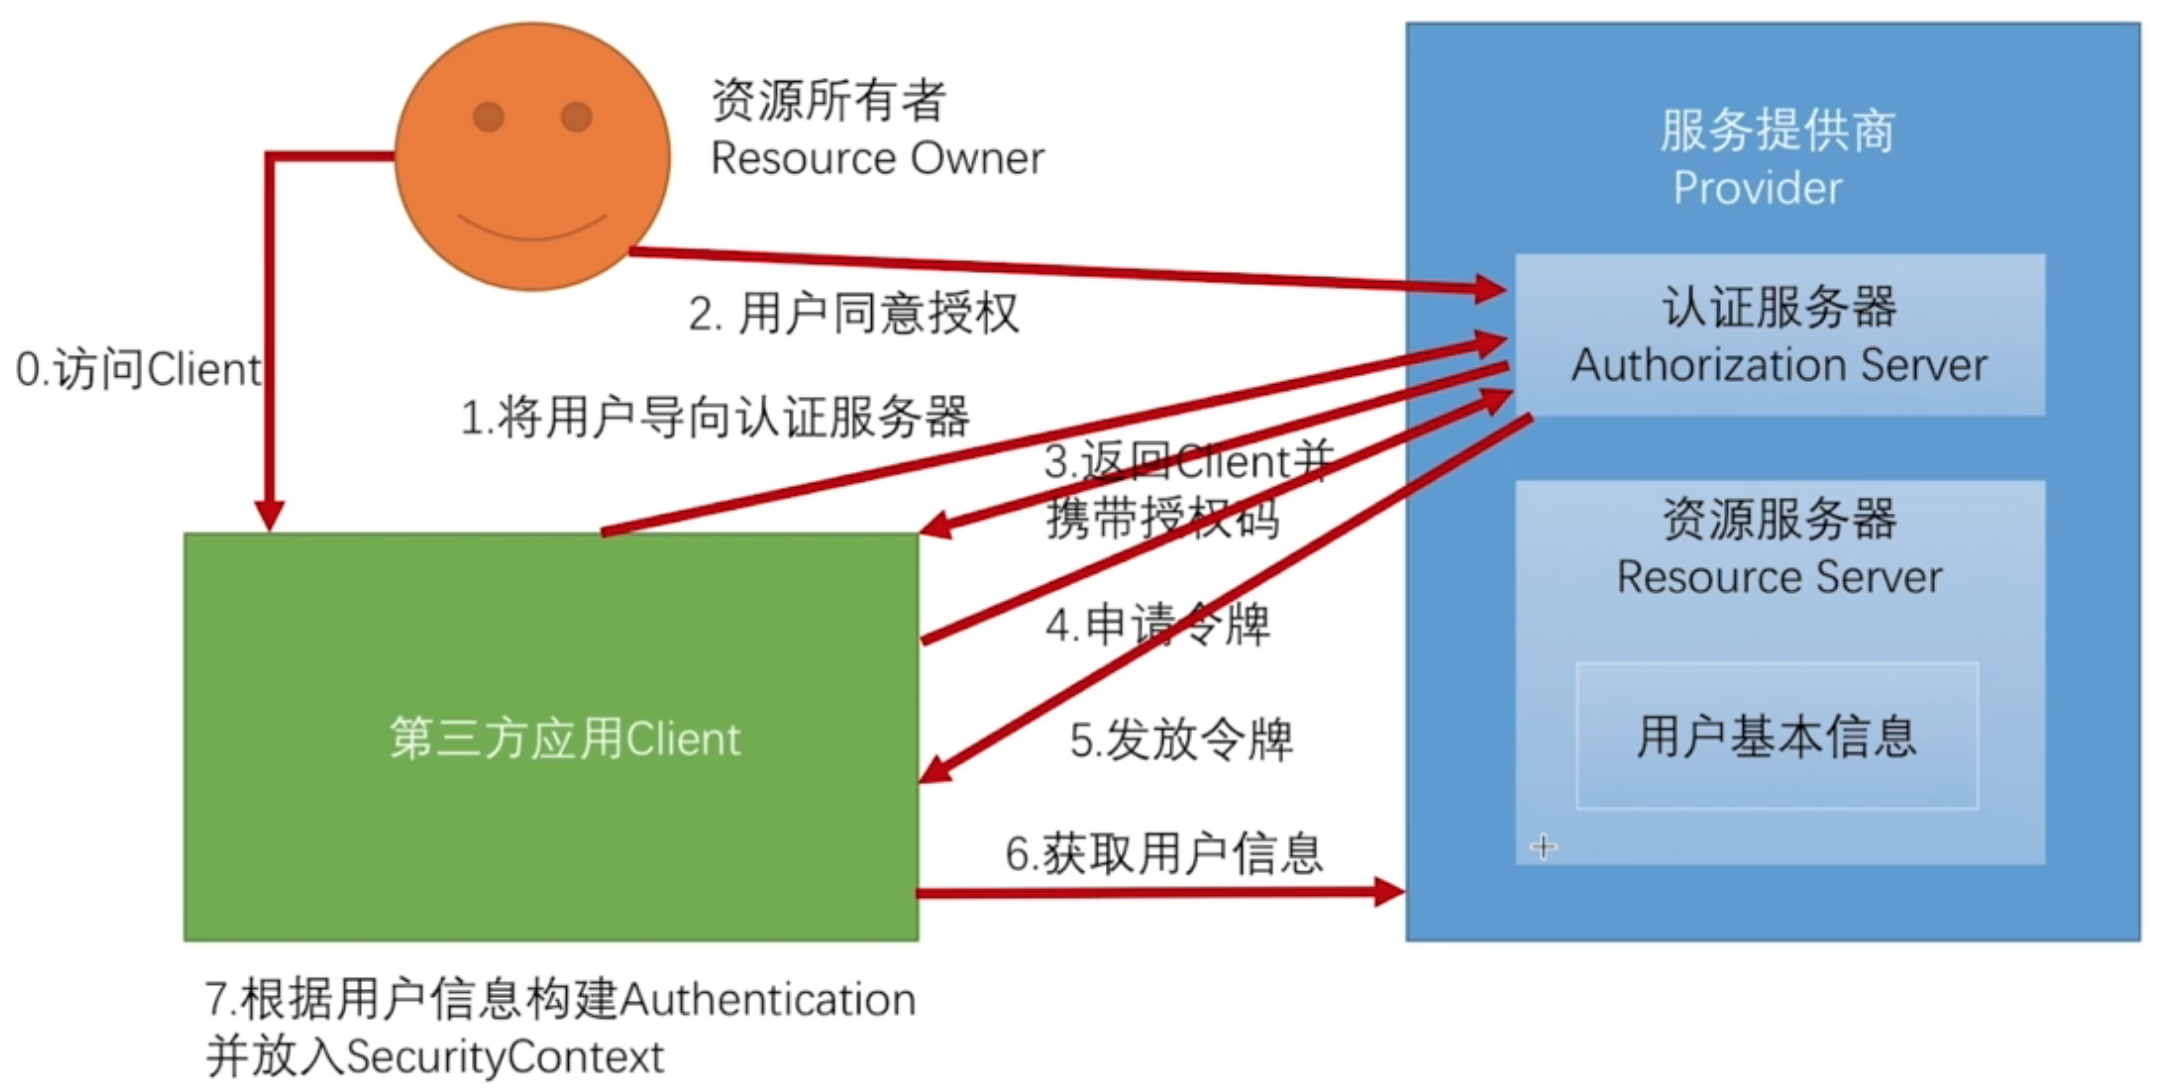 资源所有者
Resource Owner
服务提供商
Provider
认证服务器
Authorization Server
2. 用户同意授权
0.访问Client
1.将用户导向认证服务器
3.返回Client并
携带授权码
资源服务器
Resource Server
4.申请令牌
用户基本信息
第三方应用Client
5.发放令牌
6.获取用户信息
7.根据用户信息构建Authentication
并放入SecurityContext